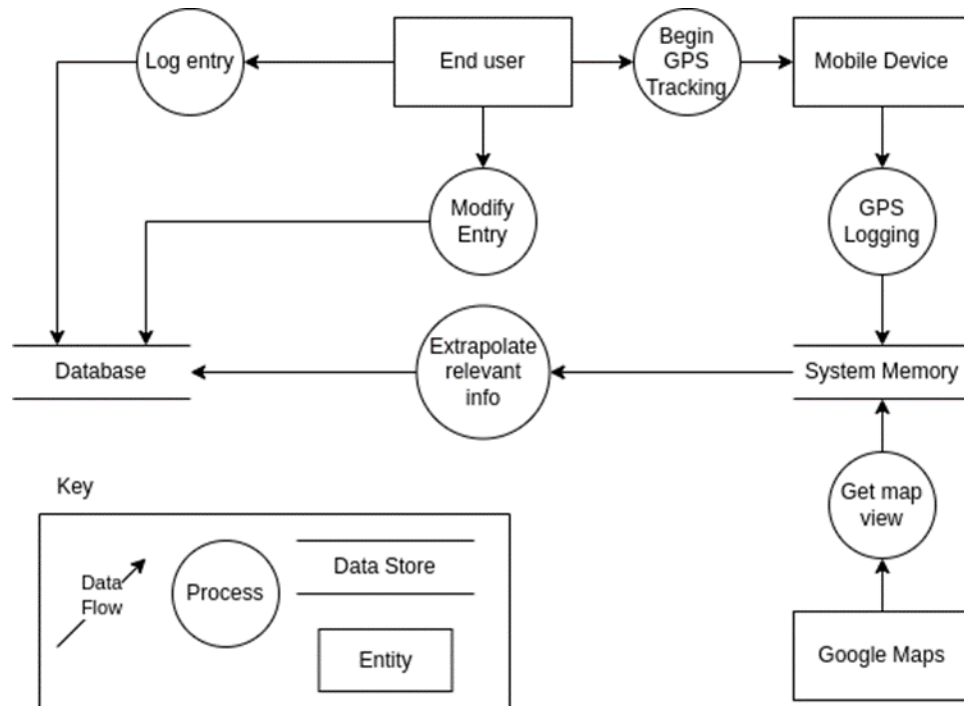 Log entry
End user
Begin
GPS
Tracking
Mobile Device
Modify
Entry
GPS
Logging
Database
Extrapolate
relevant
info
System Memory
Get map
view
Google Maps
Key
Data
Flow
Process
Data Store
Entity